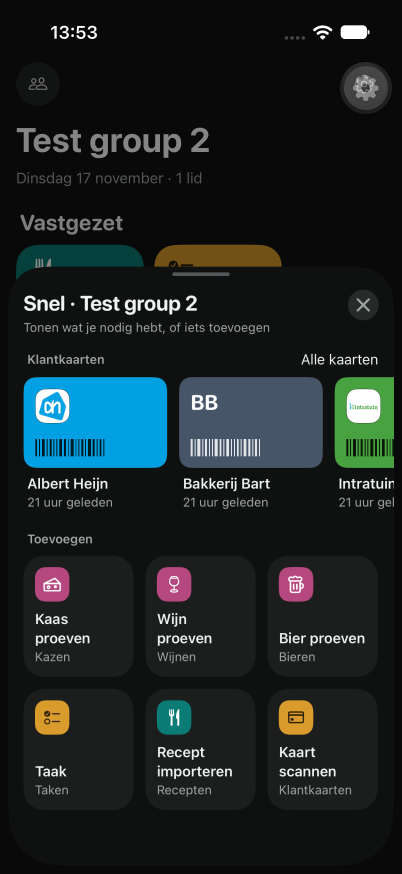 13:53
Test group 2
Dinsdag 17 november · 1 lid
Vastgezet
Snel · Test group 2
Tonen wat je nodig hebt, of iets toevoegen
Klantkaarten
Alle kaarten
ah
BB
intratuin
Albert Heijn
Bakkerij Bart
Intratuin
21 uur geleden
21 uur geleden
21 uur gel
Toevoegen
Kaas
proeven
Kazen
Wijn
proeven
Wijnen
Bier proeven
Bieren
Taak
Taken
Recept
importeren
Recepten
Kaart
scannen
Klantkaarten